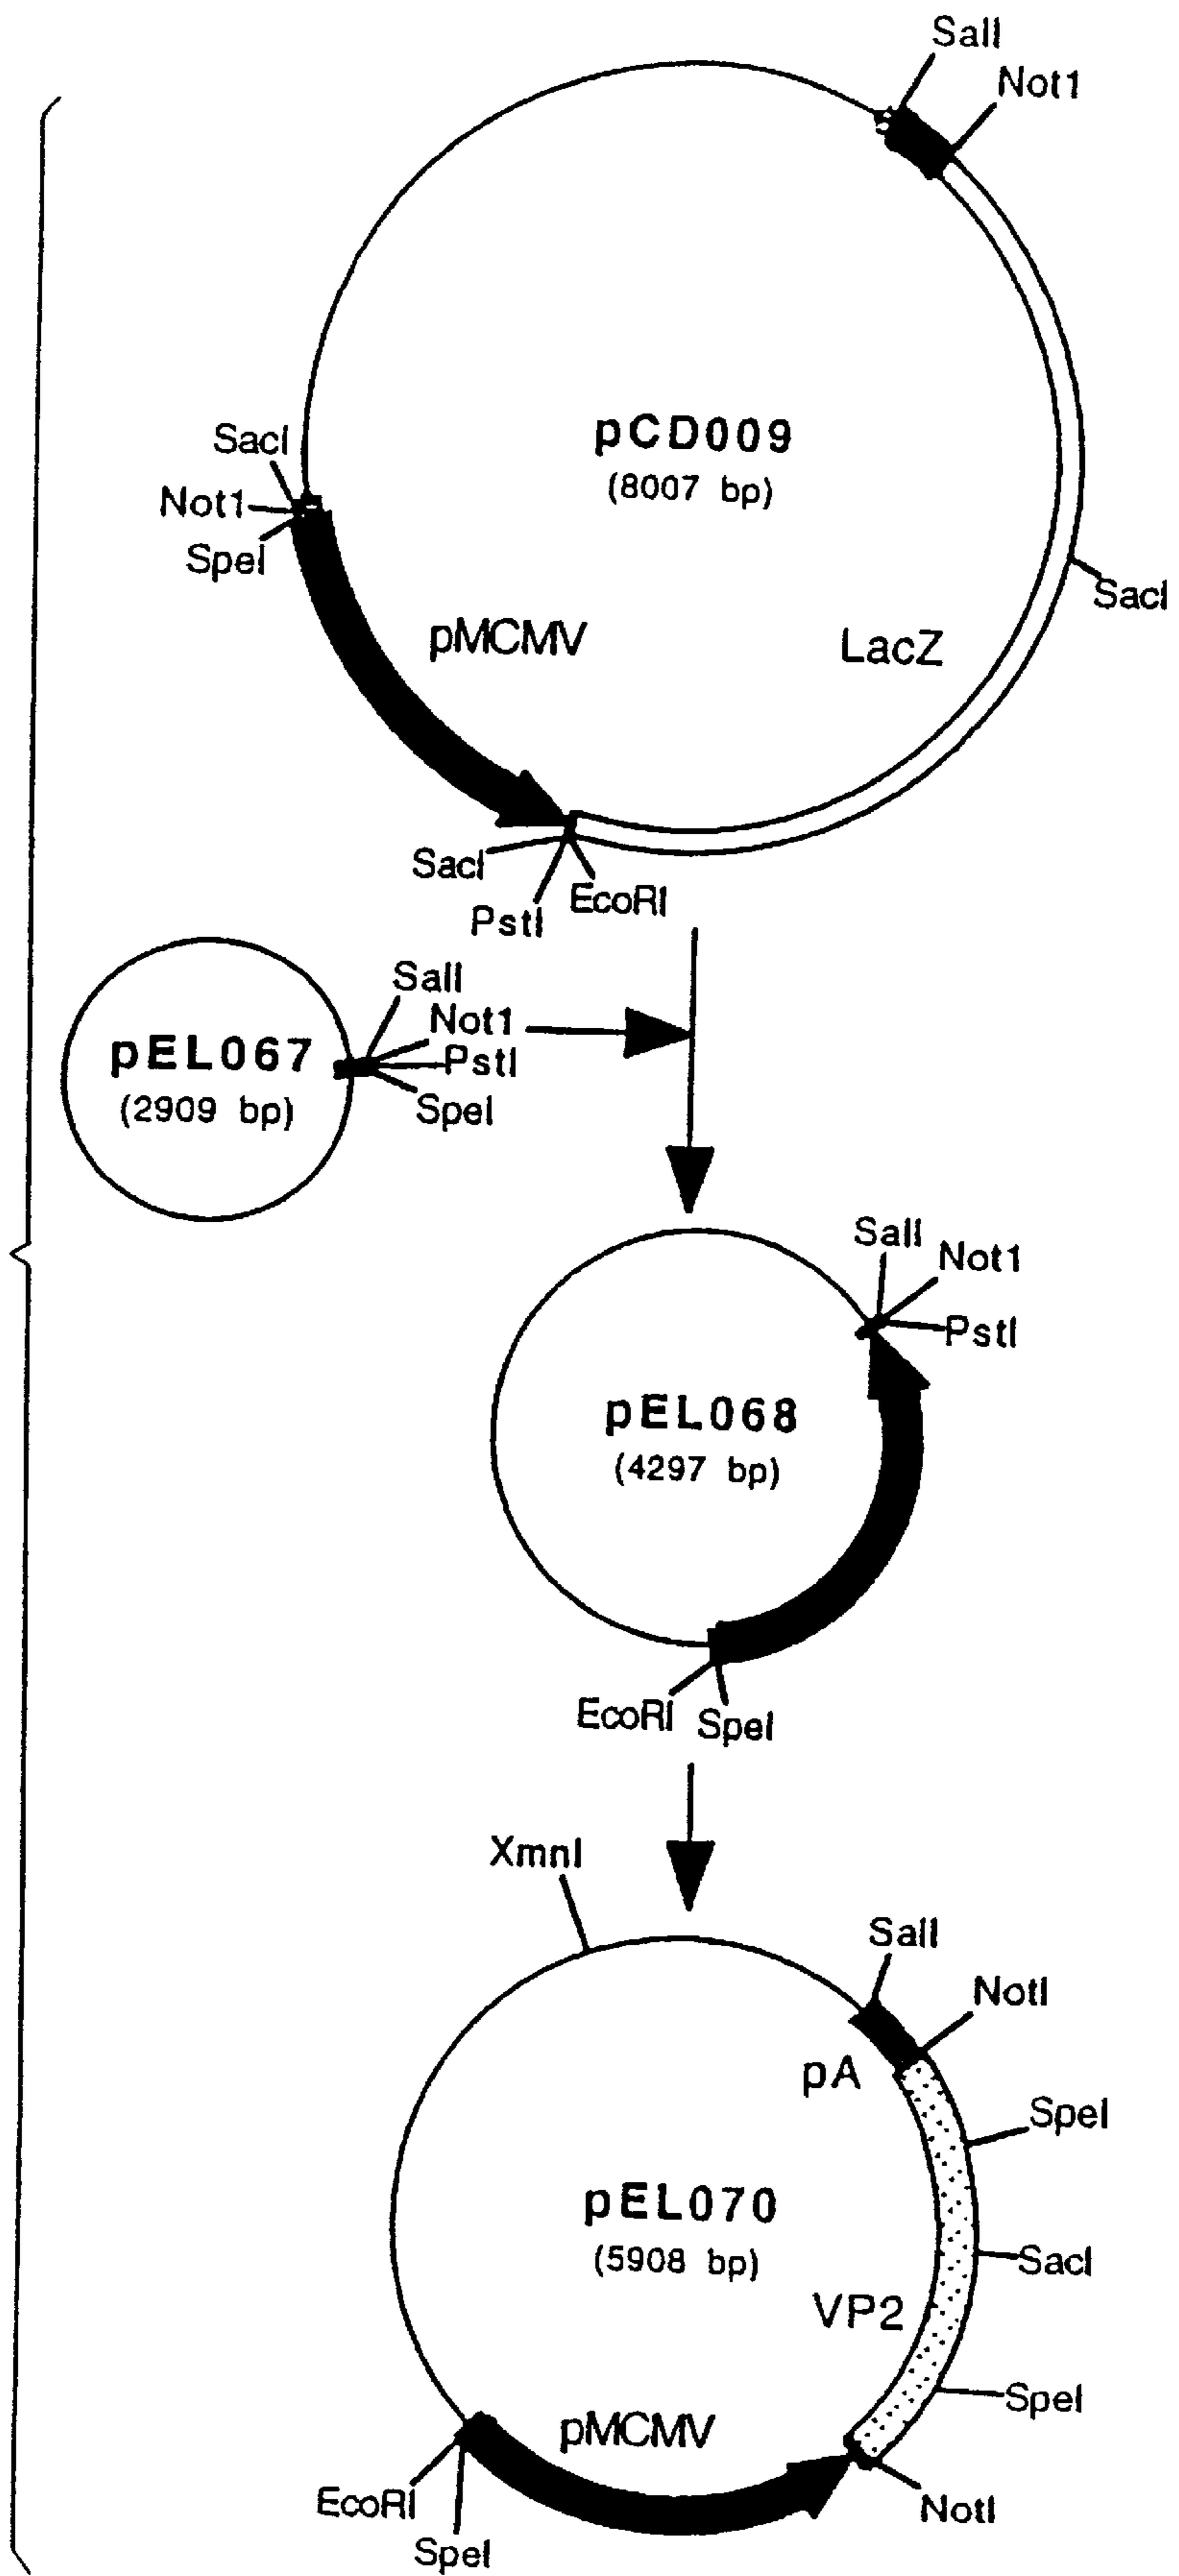 SalI
Not1
pCD009
(8007 bp)
SacI
Not1
SpeI
SacI
pMCMV
LacZ
SacI
PstI
EcoRI
SalI
Not1
PstI
SpeI
pEL067
(2909 bp)
SalI
Not1
PstI
pEL068
(4297 bp)
EcoRI
SpeI
XmnI
SalI
NotI
pA
SpeI
pEL070
(5908 bp)
SacI
VP2
SpeI
pMCMV
NotI
EcoRI
SpeI